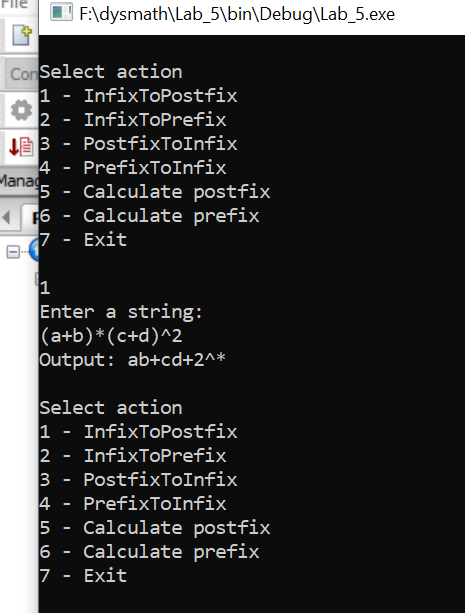 File
F:\dysmath\Lab_5\bin\Debug\Lab_5.exe
Select action
1 - InfixToPostfix
2 - InfixToPrefix
3 - PostfixToInfix
4 - PrefixToInfix
5 - Calculate postfix
6 - Calculate prefix
7 - Exit
1
Enter a string:
(a+b)*(c+d)^2
Output: ab+cd+2^*
Select action
1 - InfixToPostfix
2 - InfixToPrefix
3 - PostfixToInfix
4 - PrefixToInfix
5 - Calculate postfix
6 - Calculate prefix
7 - Exit